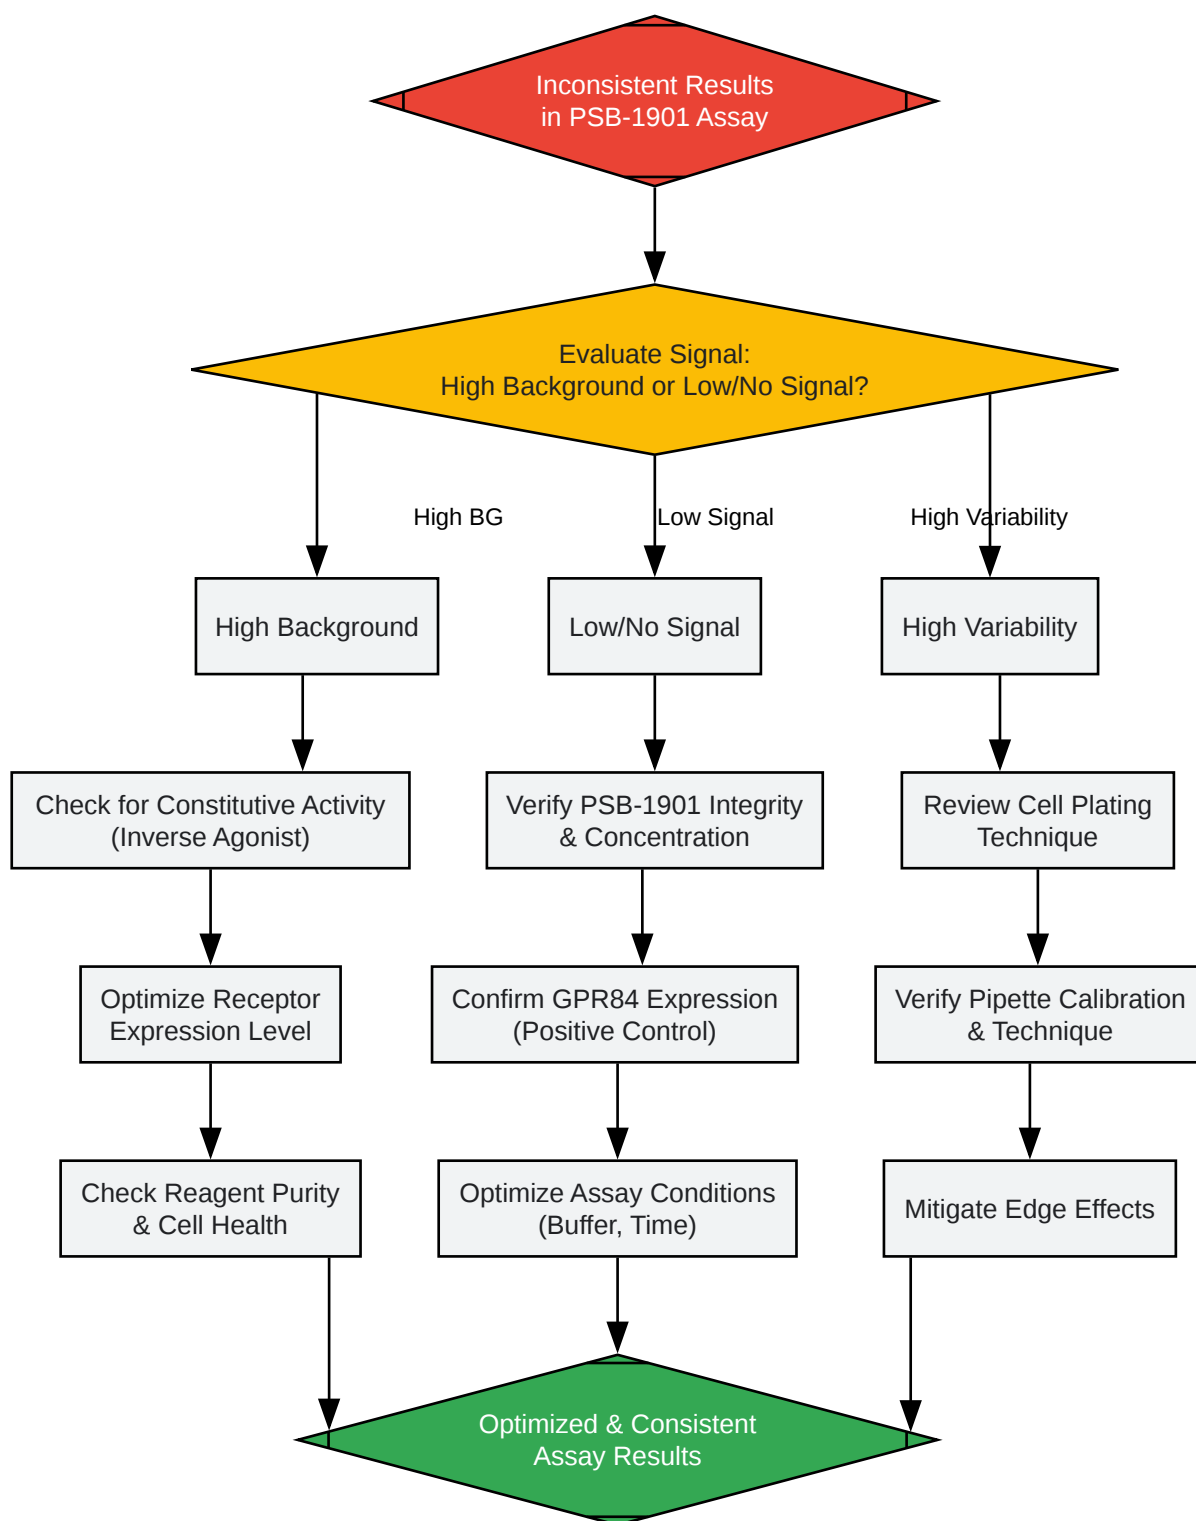 Inconsistent Results
in PSB-1901 Assay
Evaluate Signal:
High Background or Low/No Signal?
High BG
Low Signal
High Variability
High Background
Low/No Signal
High Variability
Check for Constitutive Activity
(Inverse Agonist)
Verify PSB-1901 Integrity
& Concentration
Review Cell Plating
Technique
Optimize Receptor
Expression Level
Confirm GPR84 Expression
(Positive Control)
Verify Pipette Calibration
& Technique
Check Reagent Purity
& Cell Health
Optimize Assay Conditions
(Buffer, Time)
Mitigate Edge Effects
Optimized & Consistent
Assay Results